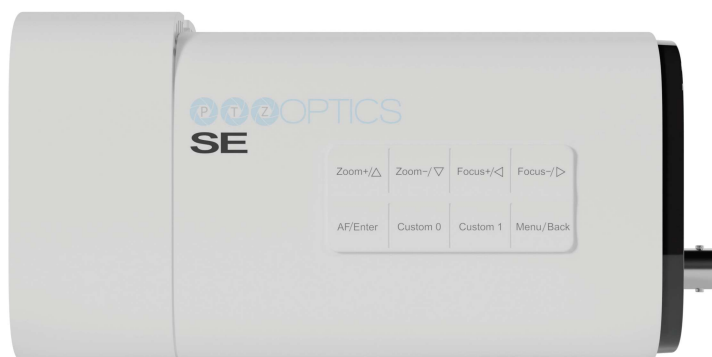 PTZOPTICS
SE
Zoom+/△ Zoom−/▽ Focus+/◁ Focus−/▷
AF/Enter Custom 0 Custom 1 Menu/Back